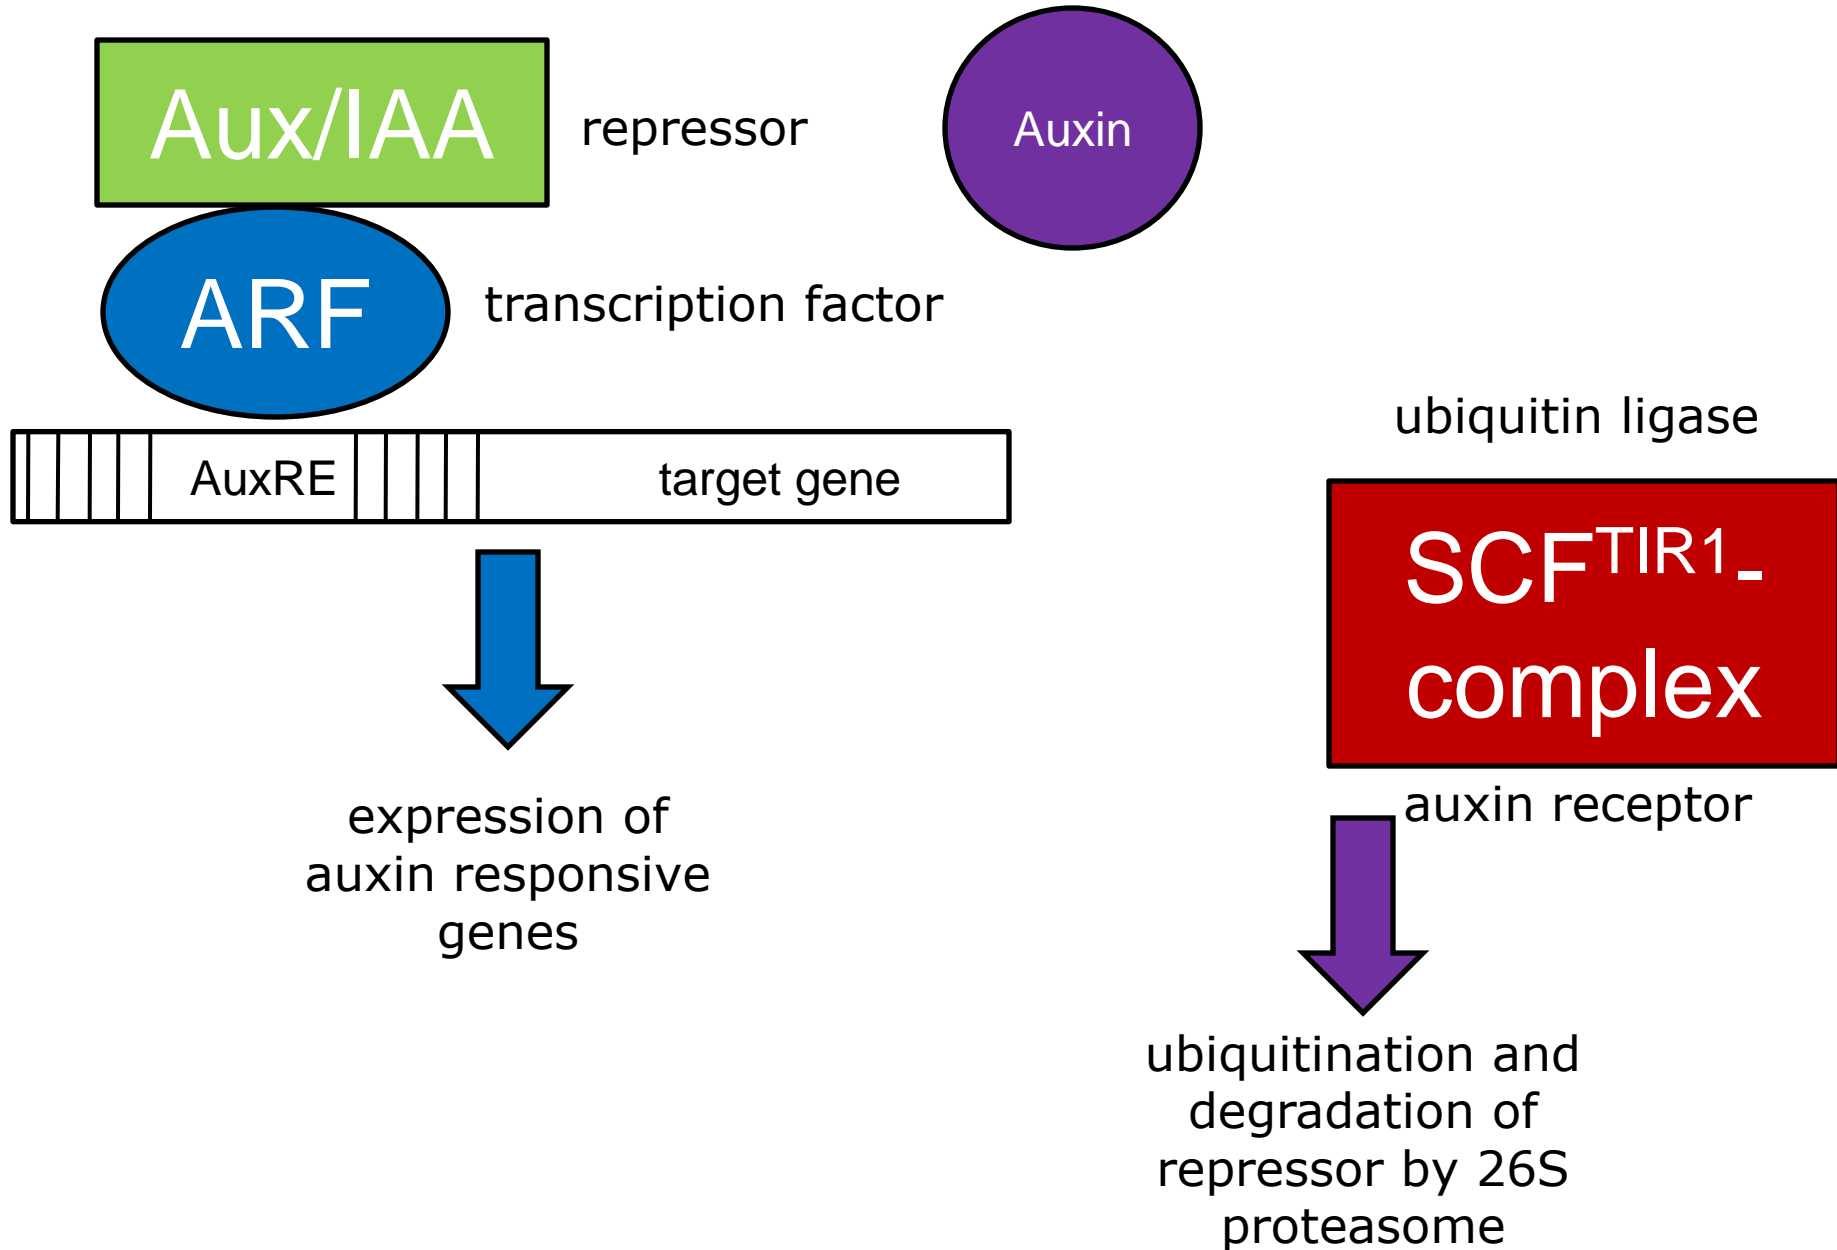 Aux/IAA
repressor
Auxin
ARF
transcription factor
AuxRE
target gene
expression of
auxin responsive
genes
ubiquitin ligase
SCFTIR1-
complex
auxin receptor
ubiquitination and
degradation of
repressor by 26S
proteasome